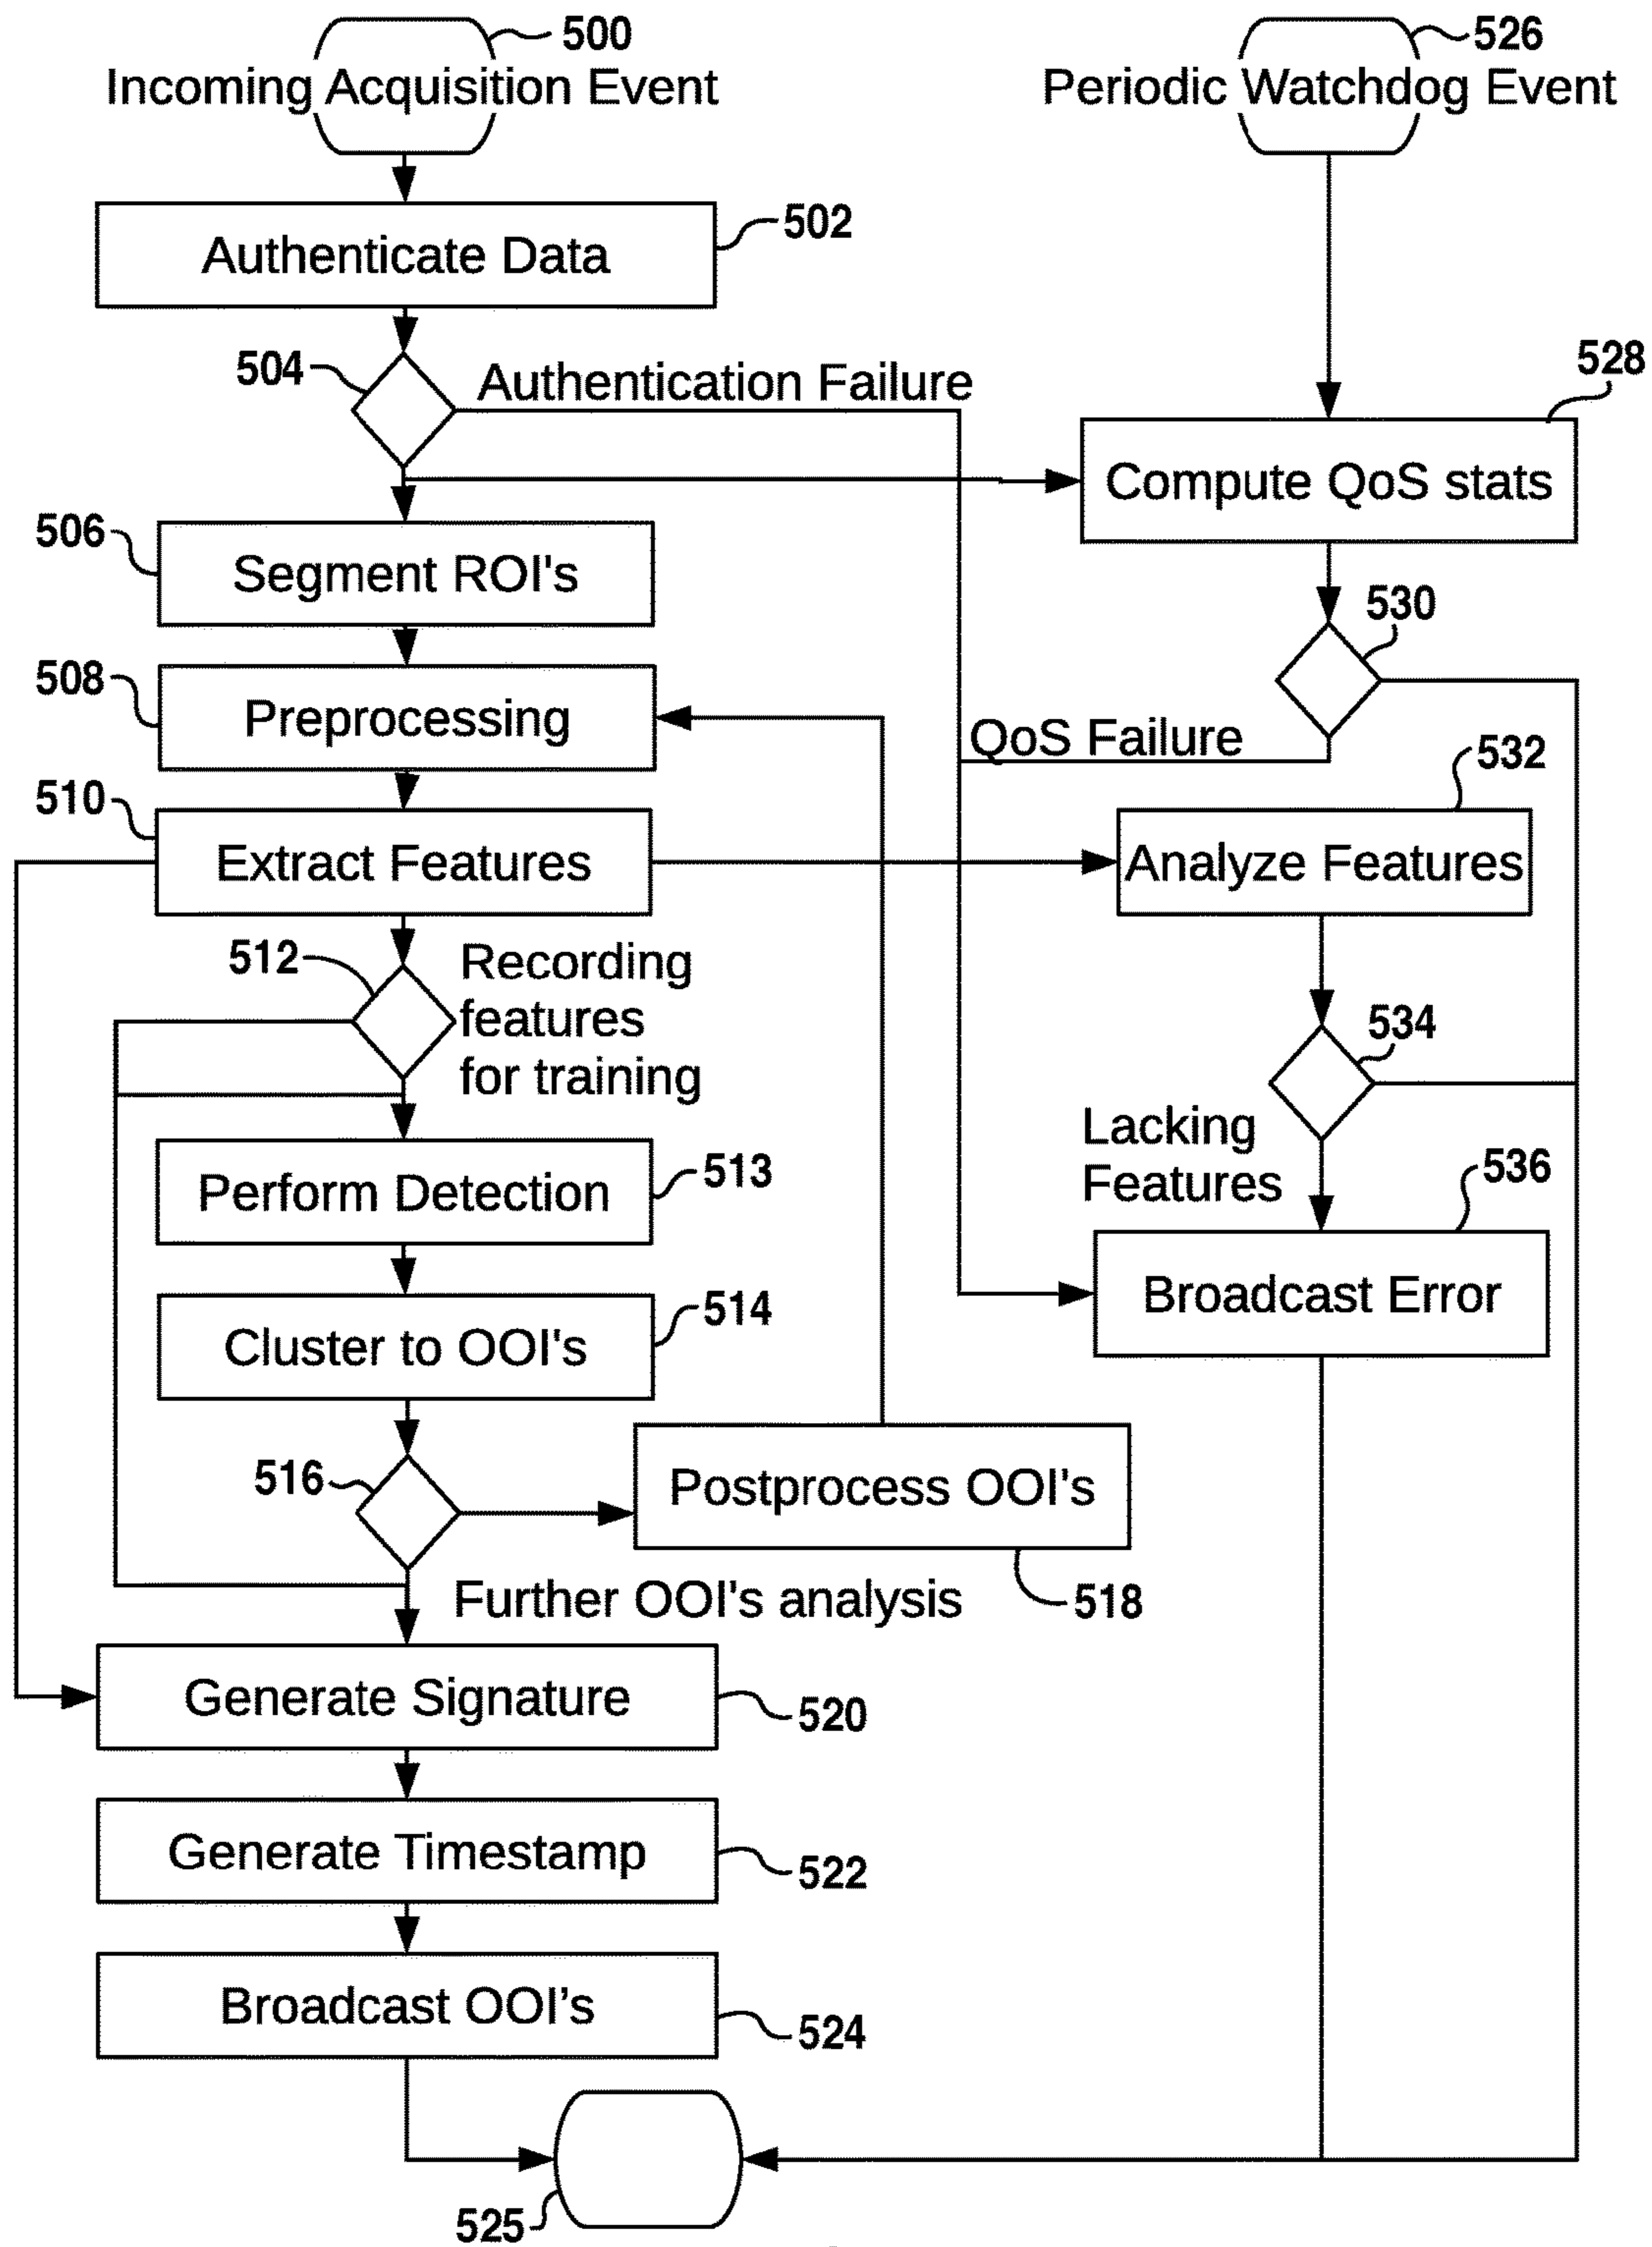 500
Incoming Acquisition Event
526
Periodic Watchdog Event
502
Authenticate Data
504
Authentication Failure
528
Compute QoS stats
506
Segment ROI's
530
508
Preprocessing
QoS Failure
532
510
Extract Features
Analyze Features
512
Recording
features
for training
534
Lacking
Features
513
Perform Detection
536
Broadcast Error
514
Cluster to OOI's
516
Postprocess OOI's
518
Further OOI's analysis
Generate Signature
520
Generate Timestamp
522
Broadcast OOI’s
524
525